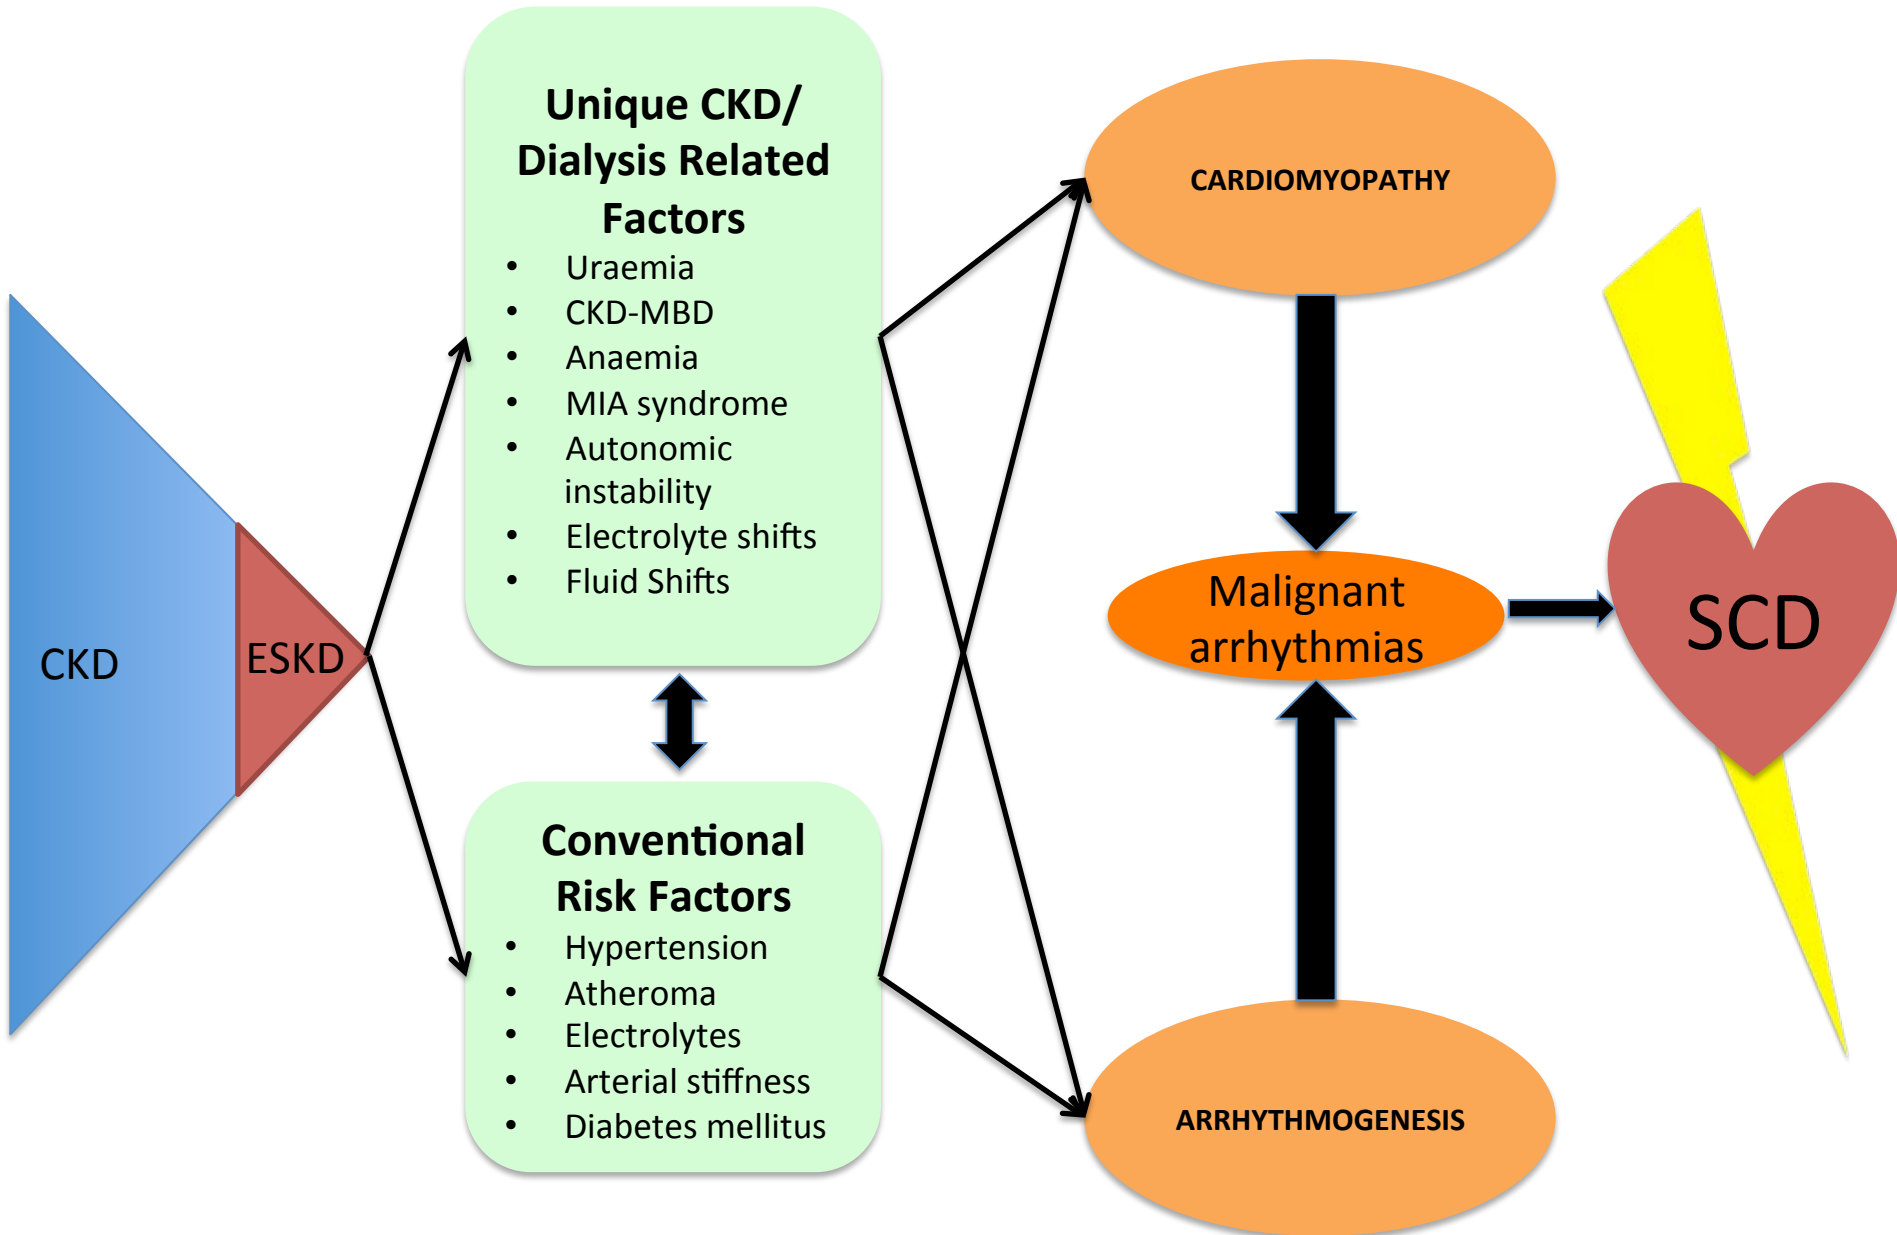 CKD
ESKD
Unique CKD/
Dialysis Related
Factors
• Uraemia
• CKD-MBD
• Anaemia
• MIA syndrome
• Autonomic
instability
• Electrolyte shifts
• Fluid Shifts
Conventional
Risk Factors
• Hypertension
• Atheroma
• Electrolytes
• Arterial stiffness
• Diabetes mellitus
CARDIOMYOPATHY
Malignant
arrhythmias
ARRHYTHMOGENESIS
SCD